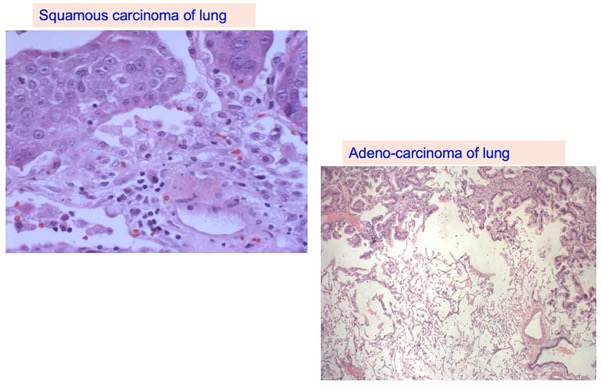 Squamous carcinoma of lung
Adeno-carcinoma of lung